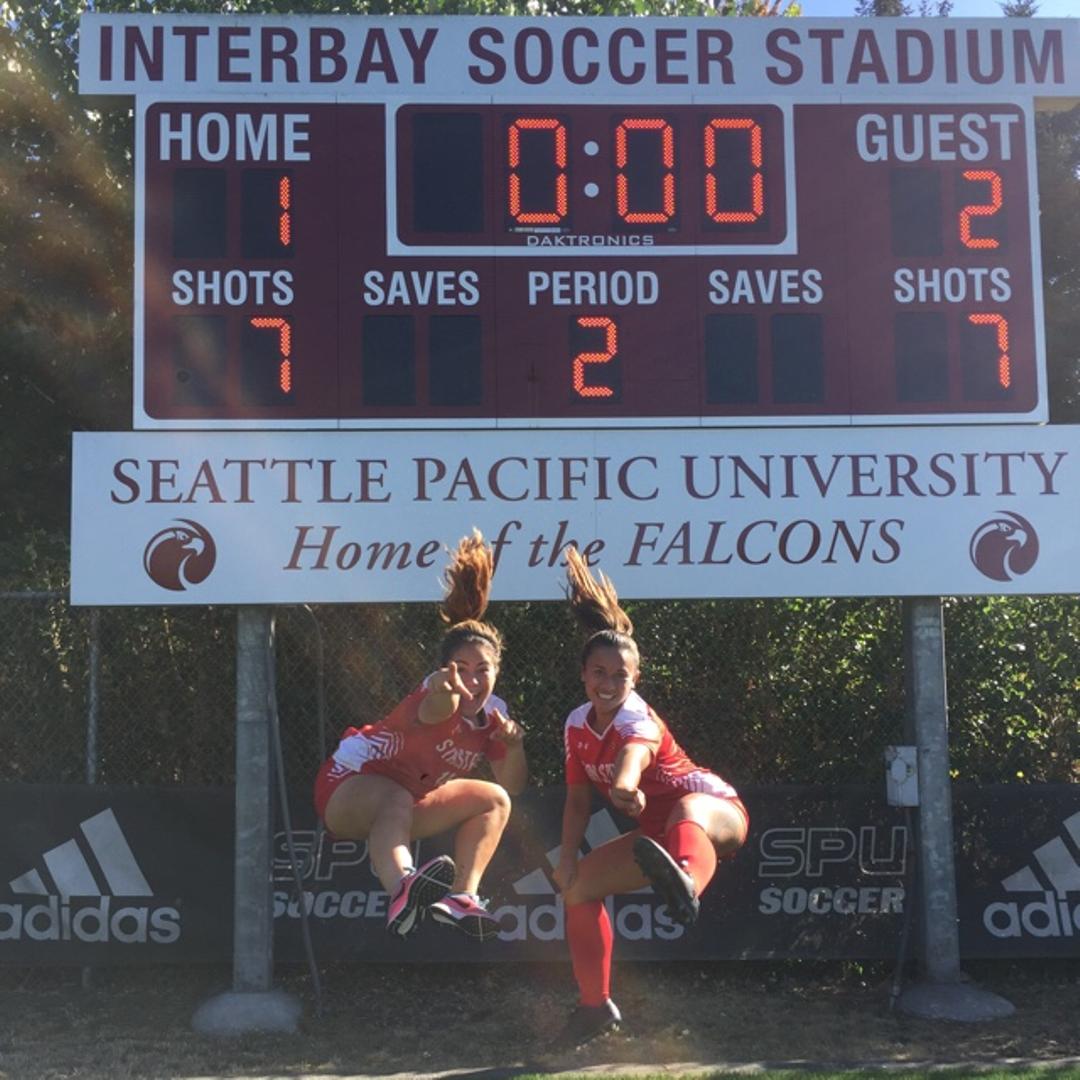 INTERBAY SOCCER STADIUM
HOME 0:00 GUEST
1 2
DAKTRONICS
SHOTS SAVES PERIOD SAVES SHOTS
7 2 7
SEATTLE PACIFIC UNIVERSITY
Home of the FALCONS
adidas SPU SOCCER adidas SPU SOCCER adi